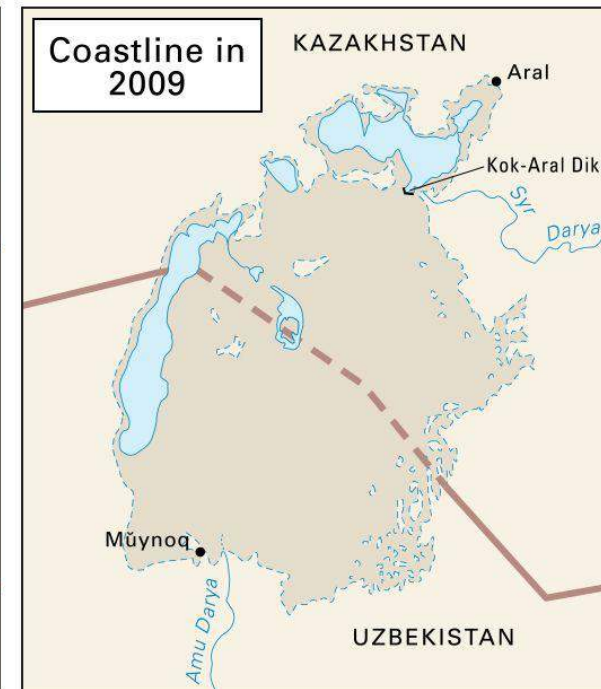 Coastline in
2009
KAZAKHSTAN
Aral
Kok-Aral Dik
Syr
Darya
Mŭynoq
Amu Darya
UZBEKISTAN